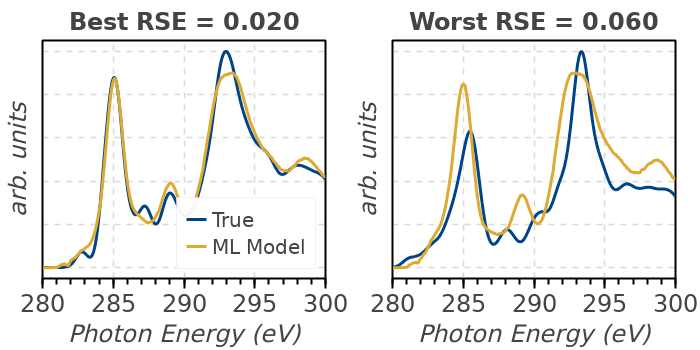 Best RSE = 0.020
Worst RSE = 0.060
arb. units
arb. units
True
ML Model
280 285 290 295 300
280 285 290 295 300
Photon Energy (eV)
Photon Energy (eV)